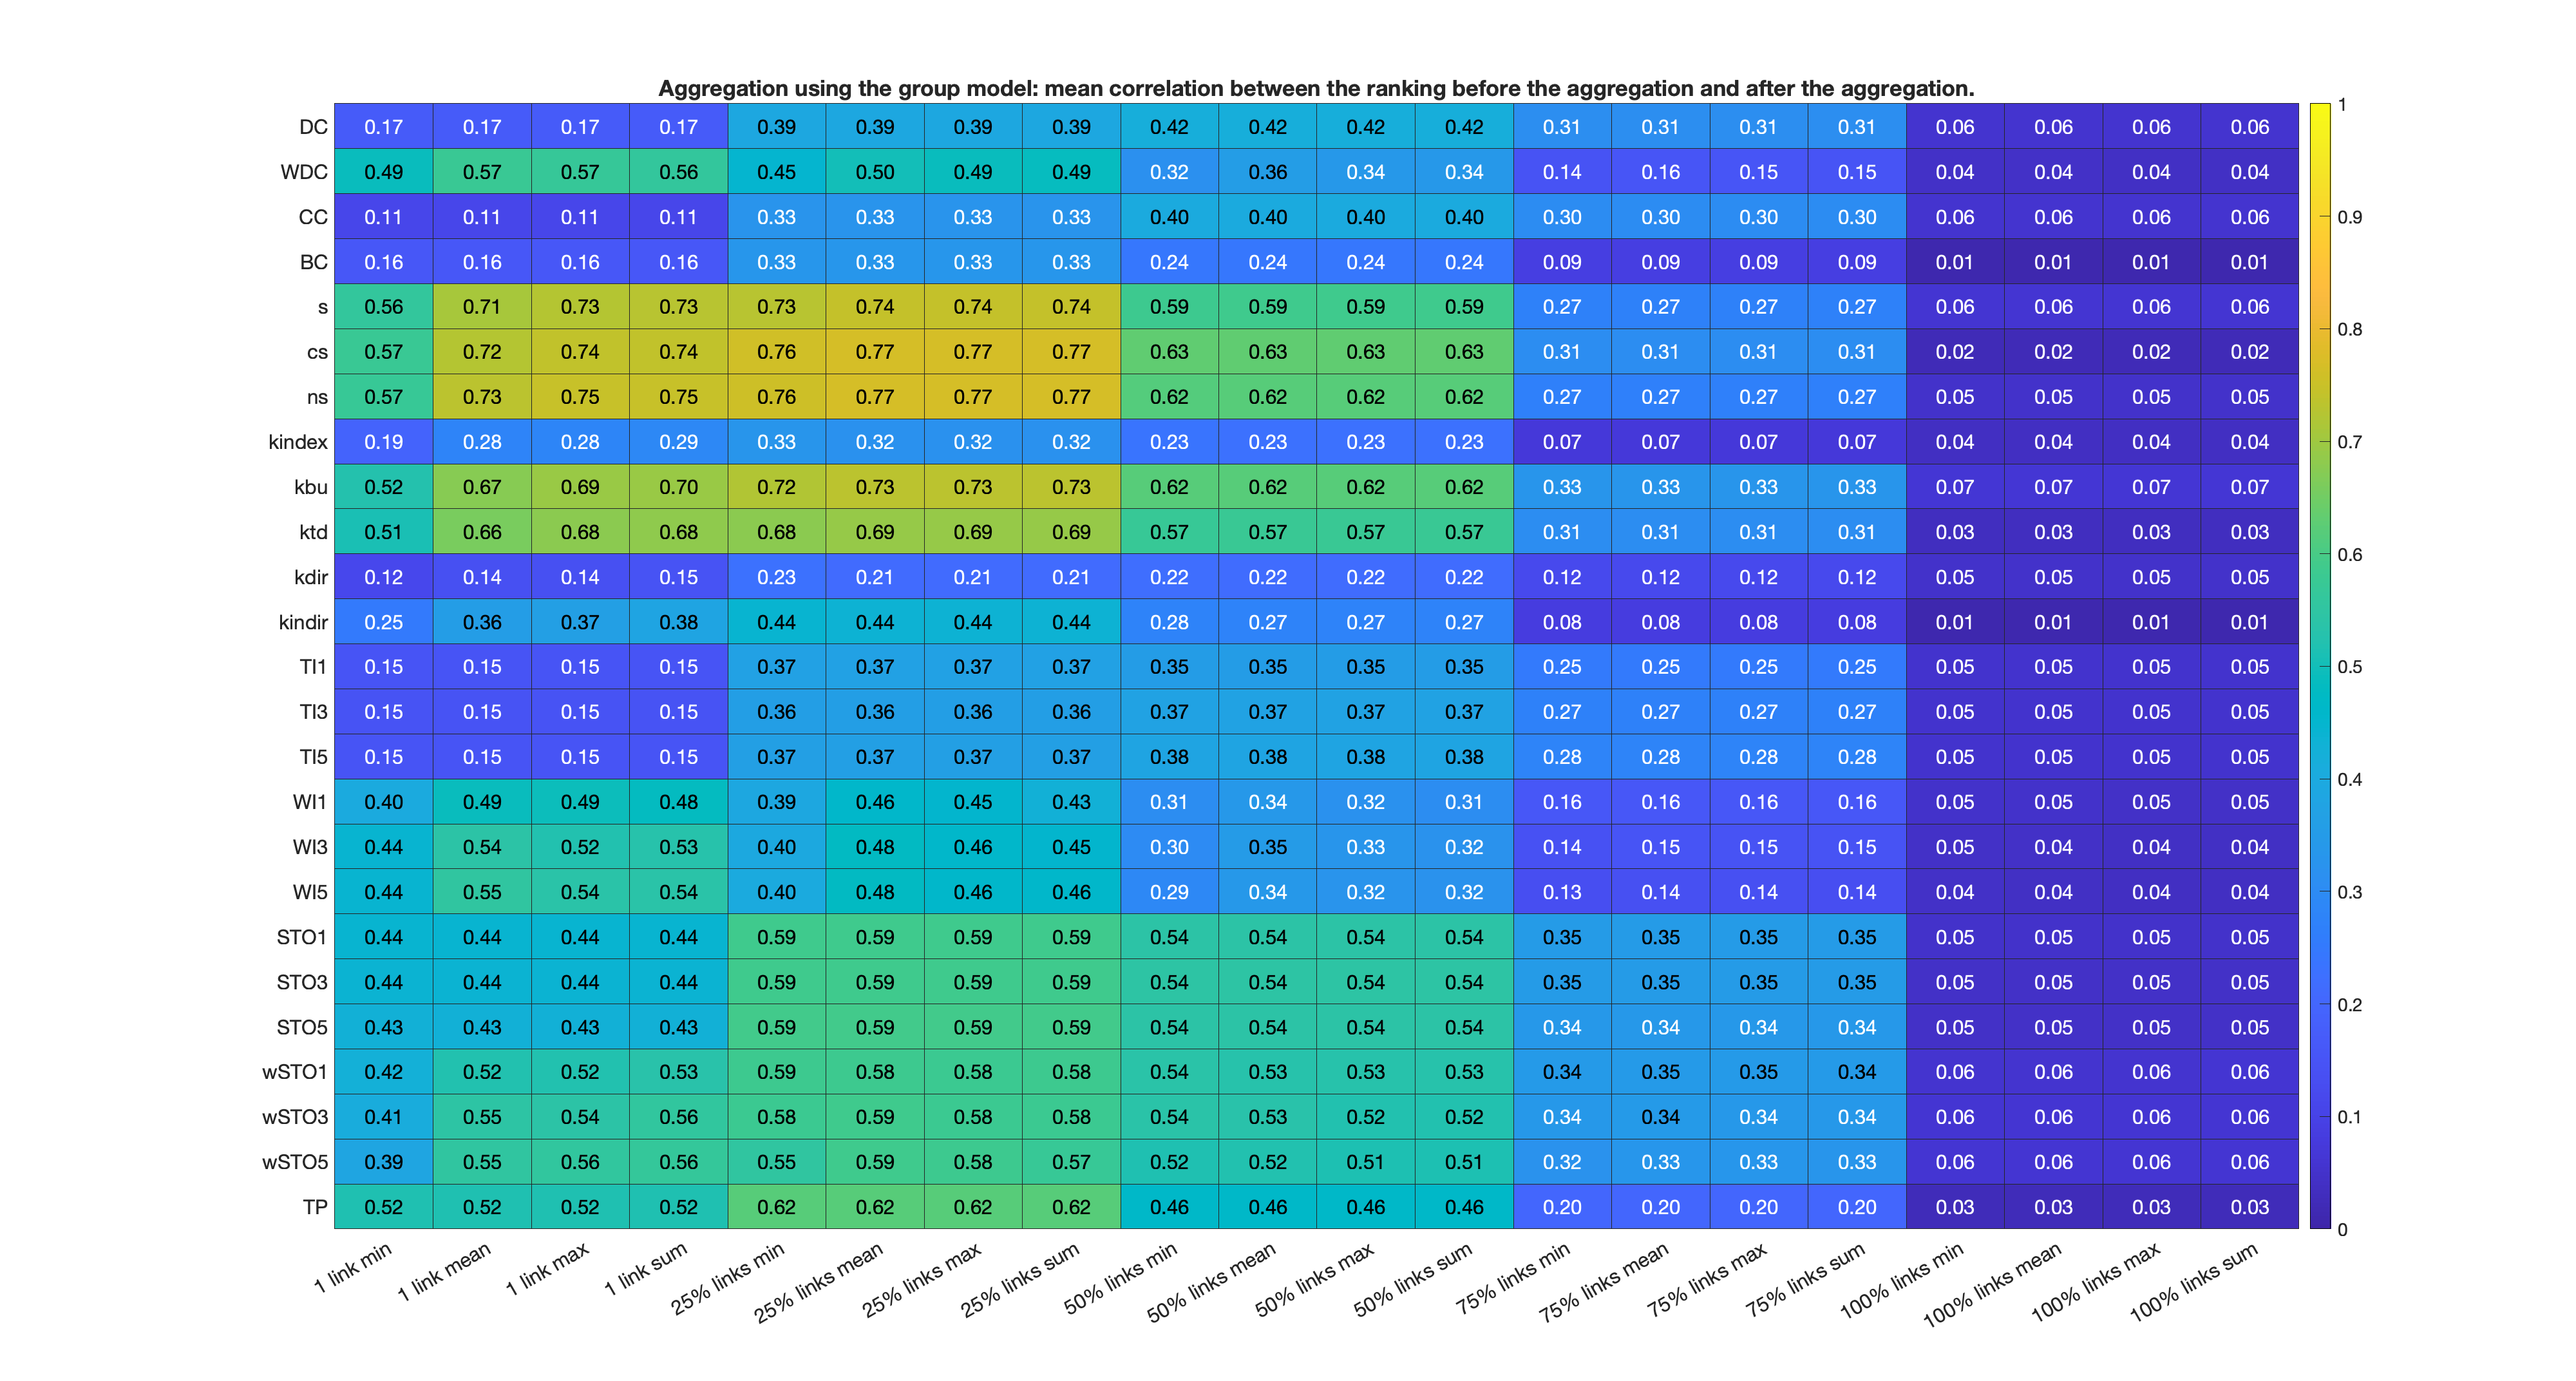 Aggregation using the group model: mean correlation between the ranking before the aggregation and after the aggregation.
DC 0.17 0.17 0.17 0.17 0.39 0.39 0.39 0.39 0.42 0.42 0.42 0.42 0.31 0.31 0.31 0.31 0.06 0.06 0.06 0.06
WDC 0.49 0.57 0.57 0.56 0.45 0.50 0.49 0.49 0.32 0.36 0.34 0.34 0.14 0.16 0.15 0.15 0.04 0.04 0.04 0.04
CC 0.11 0.11 0.11 0.11 0.33 0.33 0.33 0.33 0.40 0.40 0.40 0.40 0.30 0.30 0.30 0.30 0.06 0.06 0.06 0.06
BC 0.16 0.16 0.16 0.16 0.33 0.33 0.33 0.33 0.24 0.24 0.24 0.24 0.09 0.09 0.09 0.09 0.01 0.01 0.01 0.01
s 0.56 0.71 0.73 0.73 0.73 0.74 0.74 0.74 0.59 0.59 0.59 0.59 0.27 0.27 0.27 0.27 0.06 0.06 0.06 0.06
cs 0.57 0.72 0.74 0.74 0.76 0.77 0.77 0.77 0.63 0.63 0.63 0.63 0.31 0.31 0.31 0.31 0.02 0.02 0.02 0.02
ns 0.57 0.73 0.75 0.75 0.76 0.77 0.77 0.77 0.62 0.62 0.62 0.62 0.27 0.27 0.27 0.27 0.05 0.05 0.05 0.05
kindex 0.19 0.28 0.28 0.29 0.33 0.32 0.32 0.32 0.23 0.23 0.23 0.23 0.07 0.07 0.07 0.07 0.04 0.04 0.04 0.04
kbu 0.52 0.67 0.69 0.70 0.72 0.73 0.73 0.73 0.62 0.62 0.62 0.62 0.33 0.33 0.33 0.33 0.07 0.07 0.07 0.07
ktd 0.51 0.66 0.68 0.68 0.68 0.69 0.69 0.69 0.57 0.57 0.57 0.57 0.31 0.31 0.31 0.31 0.03 0.03 0.03 0.03
kdir 0.12 0.14 0.14 0.15 0.23 0.21 0.21 0.21 0.22 0.22 0.22 0.22 0.12 0.12 0.12 0.12 0.05 0.05 0.05 0.05
kindir 0.25 0.36 0.37 0.38 0.44 0.44 0.44 0.44 0.28 0.27 0.27 0.27 0.08 0.08 0.08 0.08 0.01 0.01 0.01 0.01
TI1 0.15 0.15 0.15 0.15 0.37 0.37 0.37 0.37 0.35 0.35 0.35 0.35 0.25 0.25 0.25 0.25 0.05 0.05 0.05 0.05
TI3 0.15 0.15 0.15 0.15 0.36 0.36 0.36 0.36 0.37 0.37 0.37 0.37 0.27 0.27 0.27 0.27 0.05 0.05 0.05 0.05
TI5 0.15 0.15 0.15 0.15 0.37 0.37 0.37 0.37 0.38 0.38 0.38 0.38 0.28 0.28 0.28 0.28 0.05 0.05 0.05 0.05
WI1 0.40 0.49 0.49 0.48 0.39 0.46 0.45 0.43 0.31 0.34 0.32 0.31 0.16 0.16 0.16 0.16 0.05 0.05 0.05 0.05
WI3 0.44 0.54 0.52 0.53 0.40 0.48 0.46 0.45 0.30 0.35 0.33 0.32 0.14 0.15 0.15 0.15 0.05 0.04 0.04 0.04
WI5 0.44 0.55 0.54 0.54 0.40 0.48 0.46 0.46 0.29 0.34 0.32 0.32 0.13 0.14 0.14 0.14 0.04 0.04 0.04 0.04
STO1 0.44 0.44 0.44 0.44 0.59 0.59 0.59 0.59 0.54 0.54 0.54 0.54 0.35 0.35 0.35 0.35 0.05 0.05 0.05 0.05
STO3 0.44 0.44 0.44 0.44 0.59 0.59 0.59 0.59 0.54 0.54 0.54 0.54 0.35 0.35 0.35 0.35 0.05 0.05 0.05 0.05
STO5 0.43 0.43 0.43 0.43 0.59 0.59 0.59 0.59 0.54 0.54 0.54 0.54 0.34 0.34 0.34 0.34 0.05 0.05 0.05 0.05
wSTO1 0.42 0.52 0.52 0.53 0.59 0.58 0.58 0.58 0.54 0.53 0.53 0.53 0.34 0.35 0.35 0.34 0.06 0.06 0.06 0.06
wSTO3 0.41 0.55 0.54 0.56 0.58 0.59 0.58 0.58 0.54 0.53 0.52 0.52 0.34 0.34 0.34 0.34 0.06 0.06 0.06 0.06
wSTO5 0.39 0.55 0.56 0.56 0.55 0.59 0.58 0.57 0.52 0.52 0.51 0.51 0.32 0.33 0.33 0.33 0.06 0.06 0.06 0.06
TP 0.52 0.52 0.52 0.52 0.62 0.62 0.62 0.62 0.46 0.46 0.46 0.46 0.20 0.20 0.20 0.20 0.03 0.03 0.03 0.03
1 link min
1 link mean
1 link max
1 link sum
25% links min
25% links mean
25% links max
25% links sum
50% links min
50% links mean
50% links max
50% links sum
75% links min
75% links mean
75% links max
75% links sum
100% links min
100% links mean
100% links max
100% links sum
1
0.9
0.8
0.7
0.6
0.5
0.4
0.3
0.2
0.1
0